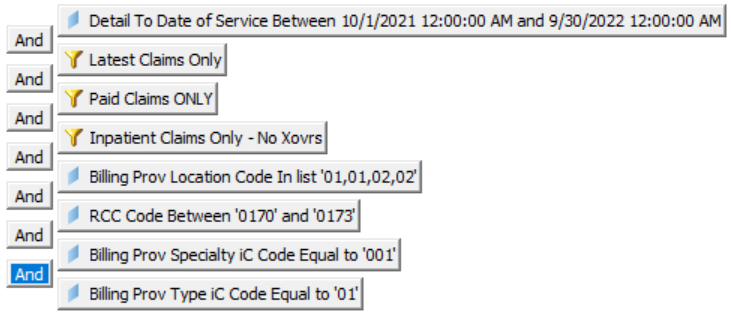 Detail To Date of Service Between 10/1/2021 12:00:00 AM and 9/30/2022 12:00:00 AM
And
Latest Claims Only
And
Paid Claims ONLY
And
Inpatient Claims Only - No Xovrs
And
Billing Prov Location Code In list '01,01,02,02'
And
RCC Code Between '0170' and '0173'
And
Billing Prov Specialty iC Code Equal to '001'
And
Billing Prov Type iC Code Equal to '01'